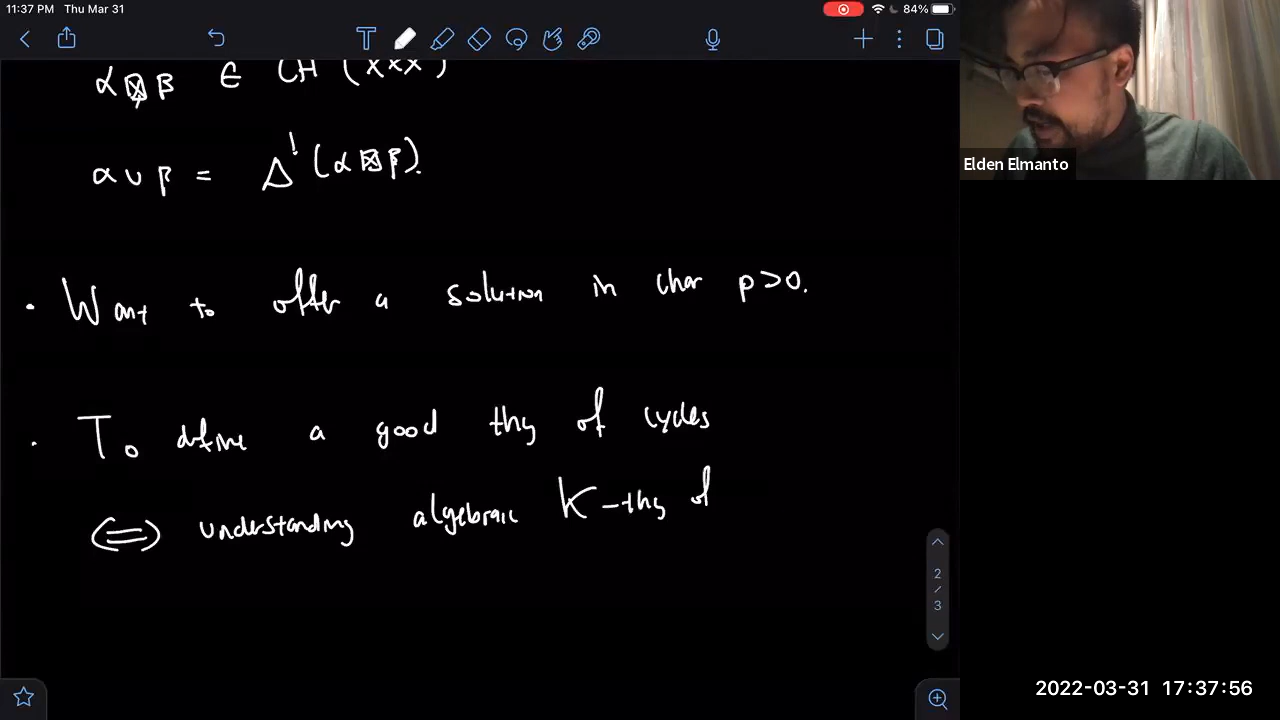 11:37 PM Thu Mar 31
84%
α ⊠ β ∈ CH (X×X)
α ∪ β = Δ^! (α ⊠ β).
Elden Elmanto
• Want to offer a solution in char p>0.
• To define a good thy of cycles
⟺ understanding algebraic K-thy of
2
/
3
2022-03-31 17:37:56